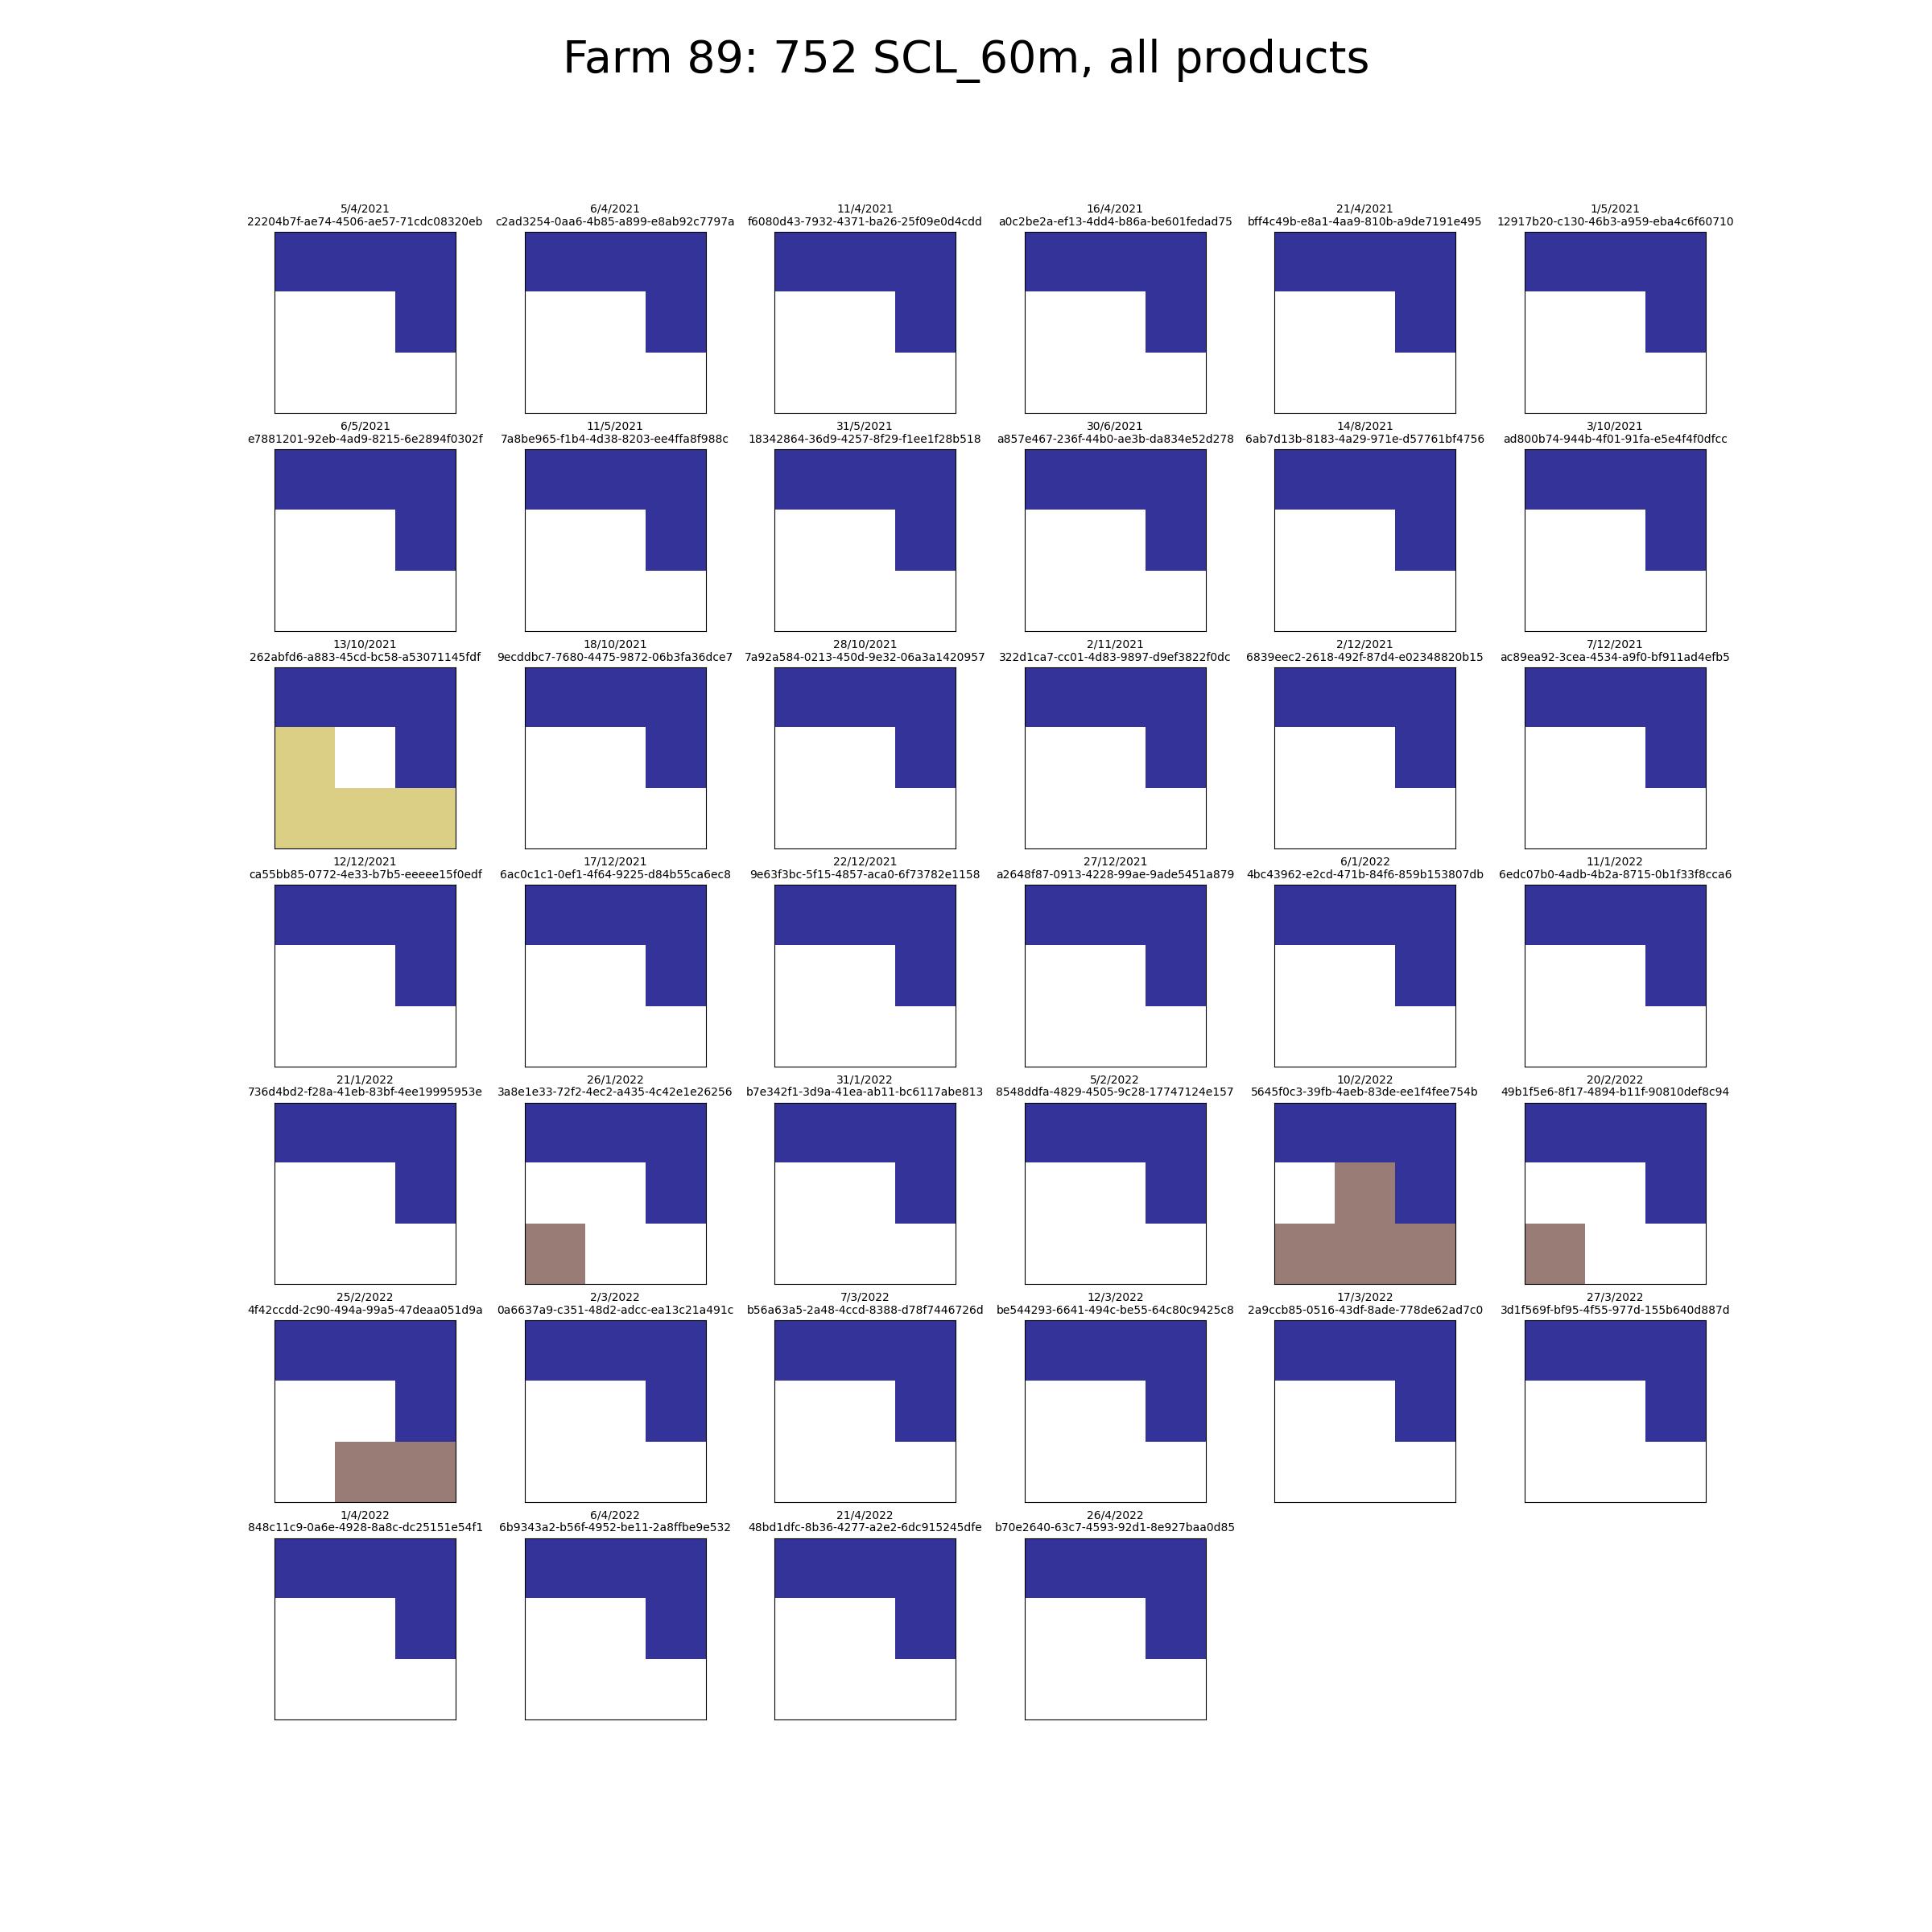 Farm 89: 752 SCL_60m, all products
5/4/2021
22204b7f-ae74-4506-ae57-71cdc08320eb
6/4/2021
c2ad3254-0aa6-4b85-a899-e8ab92c7797a
11/4/2021
f6080d43-7932-4371-ba26-25f09e0d4cdd
16/4/2021
a0c2be2a-ef13-4dd4-b86a-be601fedad75
21/4/2021
bff4c49b-e8a1-4aa9-810b-a9de7191e495
1/5/2021
12917b20-c130-46b3-a959-eba4c6f60710
6/5/2021
e7881201-92eb-4ad9-8215-6e2894f0302f
11/5/2021
7a8be965-f1b4-4d38-8203-ee4ffa8f988c
31/5/2021
18342864-36d9-4257-8f29-f1ee1f28b518
30/6/2021
a857e467-236f-44b0-ae3b-da834e52d278
14/8/2021
6ab7d13b-8183-4a29-971e-d57761bf4756
3/10/2021
ad800b74-944b-4f01-91fa-e5e4f4f0dfcc
13/10/2021
262abfd6-a883-45cd-bc58-a53071145fdf
18/10/2021
9ecddbc7-7680-4475-9872-06b3fa36dce7
28/10/2021
7a92a584-0213-450d-9e32-06a3a1420957
2/11/2021
322d1ca7-cc01-4d83-9897-d9ef3822f0dc
2/12/2021
6839eec2-2618-492f-87d4-e02348820b15
7/12/2021
ac89ea92-3cea-4534-a9f0-bf911ad4efb5
12/12/2021
ca55bb85-0772-4e33-b7b5-eeeee15f0edf
17/12/2021
6ac0c1c1-0ef1-4f64-9225-d84b55ca6ec8
22/12/2021
9e63f3bc-5f15-4857-aca0-6f73782e1158
27/12/2021
a2648f87-0913-4228-99ae-9ade5451a879
6/1/2022
4bc43962-e2cd-471b-84f6-859b153807db
11/1/2022
6edc07b0-4adb-4b2a-8715-0b1f33f8cca6
21/1/2022
736d4bd2-f28a-41eb-83bf-4ee19995953e
26/1/2022
3a8e1e33-72f2-4ec2-a435-4c42e1e26256
31/1/2022
b7e342f1-3d9a-41ea-ab11-bc6117abe813
5/2/2022
8548ddfa-4829-4505-9c28-17747124e157
10/2/2022
5645f0c3-39fb-4aeb-83de-ee1f4fee754b
20/2/2022
49b1f5e6-8f17-4894-b11f-90810def8c94
25/2/2022
4f42ccdd-2c90-494a-99a5-47deaa051d9a
2/3/2022
0a6637a9-c351-48d2-adcc-ea13c21a491c
7/3/2022
b56a63a5-2a48-4ccd-8388-d78f7446726d
12/3/2022
be544293-6641-494c-be55-64c80c9425c8
17/3/2022
2a9ccb85-0516-43df-8ade-778de62ad7c0
27/3/2022
3d1f569f-bf95-4f55-977d-155b640d887d
1/4/2022
848c11c9-0a6e-4928-8a8c-dc25151e54f1
6/4/2022
6b9343a2-b56f-4952-be11-2a8ffbe9e532
21/4/2022
48bd1dfc-8b36-4277-a2e2-6dc915245dfe
26/4/2022
b70e2640-63c7-4593-92d1-8e927baa0d85